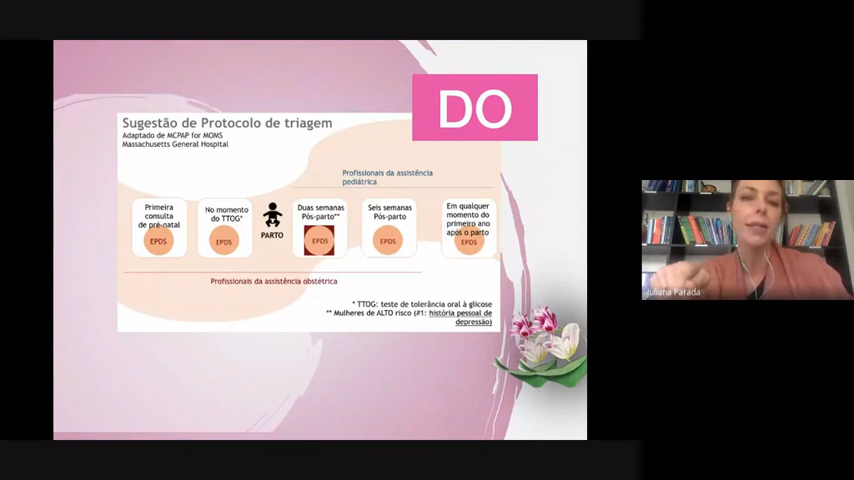 DO
Sugestão de Protocolo de triagem
Adaptado de MCPAP for MOMS
Massachusetts General Hospital
Profissionais da assistência
pediátrica
Primeira
consulta
de pré-natal
EPDS
No momento
do TTOG*
EPDS
PARTO
Duas semanas
Pós-parto**
EPDS
Seis semanas
Pós-parto
EPDS
Em qualquer
momento do
primeiro ano
após o parto
EPDS
Profissionais da assistência obstétrica
* TTOG: teste de tolerância oral à glicose
** Mulheres de ALTO risco (#1: história pessoal de
depressão)
Juliana Parada